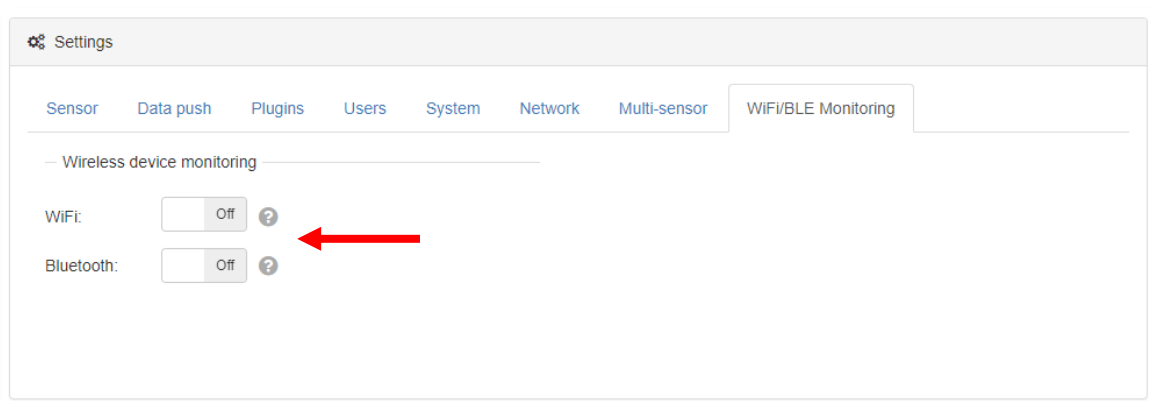 Settings
Sensor Data push Plugins Users System Network Multi-sensor WiFi/BLE Monitoring
Wireless device monitoring
WiFi: Off ?
Bluetooth: Off ?